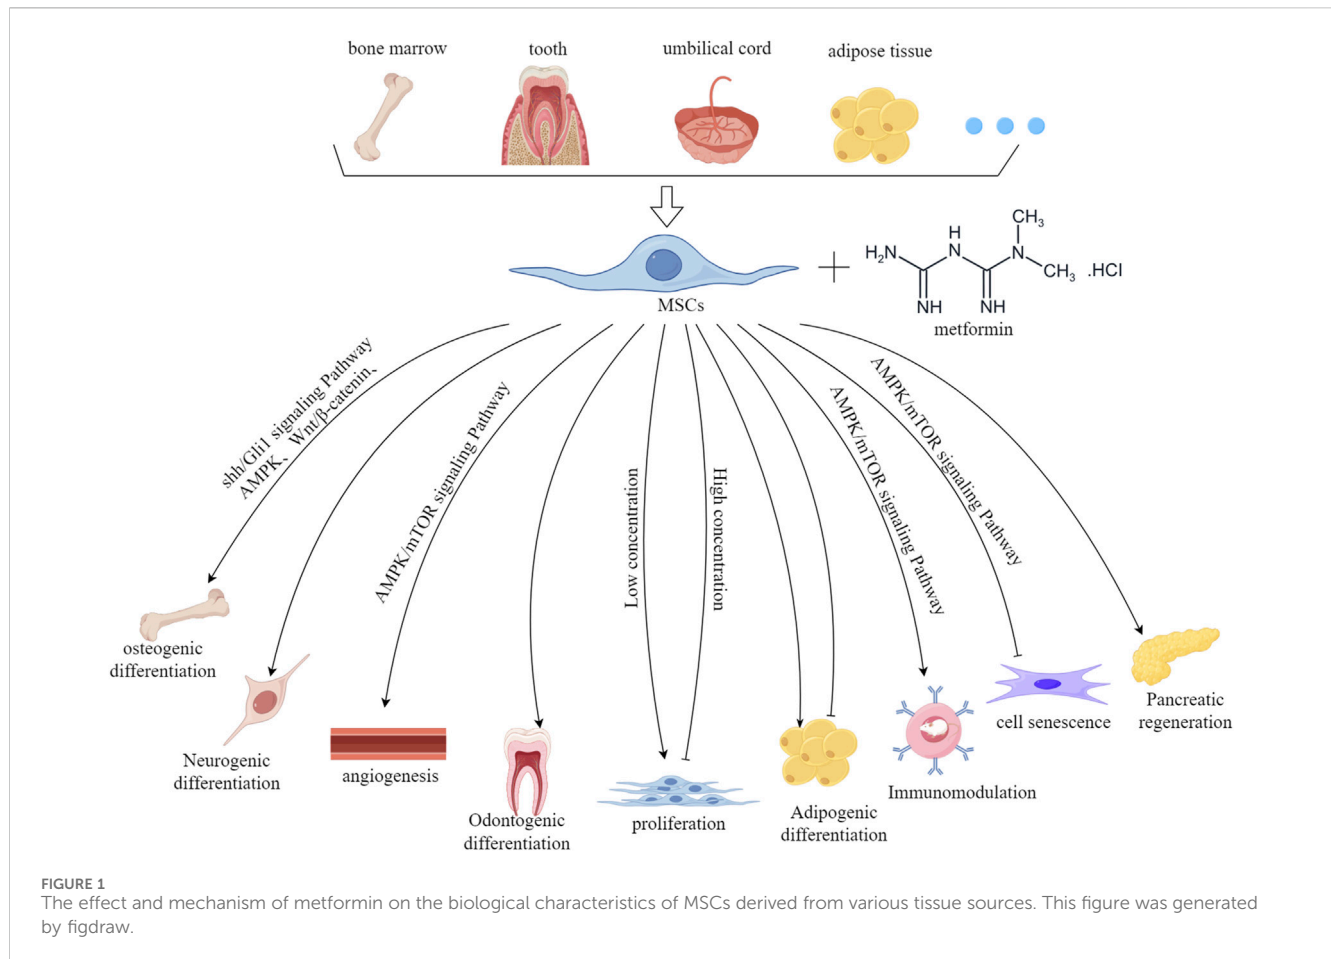 bone marrow
tooth
umbilical cord
adipose tissue
MSCs
H₂N
H
N
NH
NH
N
CH₃
CH₃
.HCl
metformin
shh/Gli1 signaling Pathway
AMPK、Wnt/β-catenin、
AMPK/mTOR signaling Pathway
Low concentration
High concentration
AMPK/mTOR signaling Pathway
AMPK/mTOR signaling Pathway
osteogenic
differentiation
Neurogenic
differentiation
angiogenesis
Odontogenic
differentiation
proliferation
Adipogenic
differentiation
Immunomodulation
cell senescence
Pancreatic
regeneration
FIGURE 1
The effect and mechanism of metformin on the biological characteristics of MSCs derived from various tissue sources. This figure was generated
by figdraw.